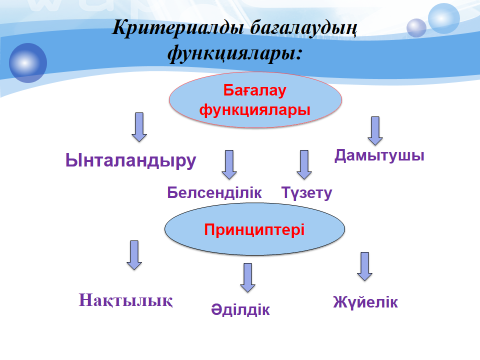 Критериалды бағалаудың
функциялары:
Бағалау
функциялары
Ынталандыру
Дамытушы
Белсенділік
Түзету
Принциптері
Нақтылық
Әділдік
Жүйелік